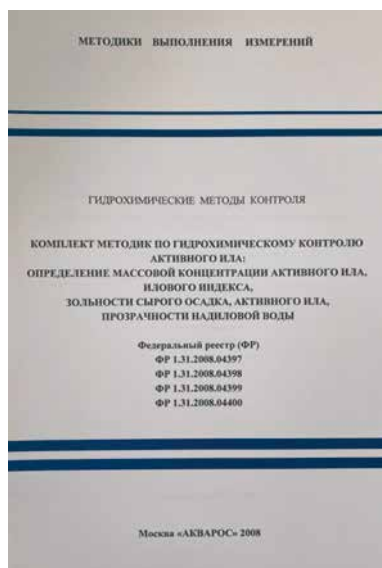 МЕТОДИКИ ВЫПОЛНЕНИЯ ИЗМЕРЕНИЙ
ГИДРОХИМИЧЕСКИЕ МЕТОДЫ КОНТРОЛЯ
КОМПЛЕКТ МЕТОДИК ПО ГИДРОХИМИЧЕСКОМУ КОНТРОЛЮ
АКТИВНОГО ИЛА:
ОПРЕДЕЛЕНИЕ МАССОВОЙ КОНЦЕНТРАЦИИ АКТИВНОГО ИЛА,
ИЛОВОГО ИНДЕКСА,
ЗОЛЬНОСТИ СЫРОГО ОСАДКА, АКТИВНОГО ИЛА,
ПРОЗРАЧНОСТИ НАДИЛОВОЙ ВОДЫ
Федеральный реестр (ФР)
ФР 1.31.2008.04397
ФР 1.31.2008.04398
ФР 1.31.2008.04399
ФР 1.31.2008.04400
Москва «АКВАРОС» 2008